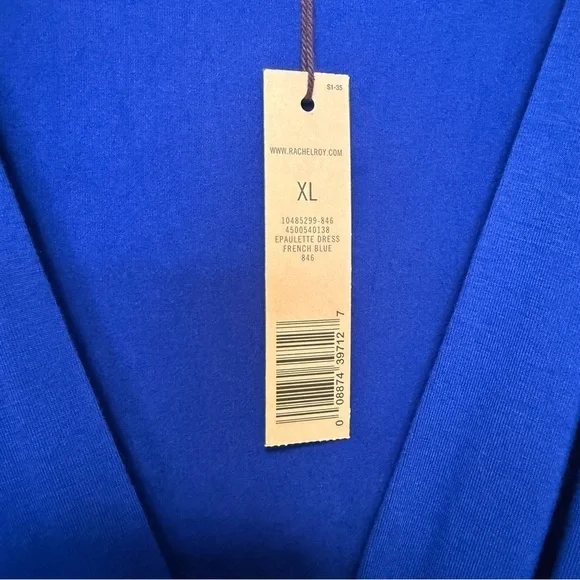 S1-35
WWW.RACHELROY.COM
XL
10485299-846
4500540138
EPAULETTE DRESS
FRENCH BLUE
846
0 08874 39712 7